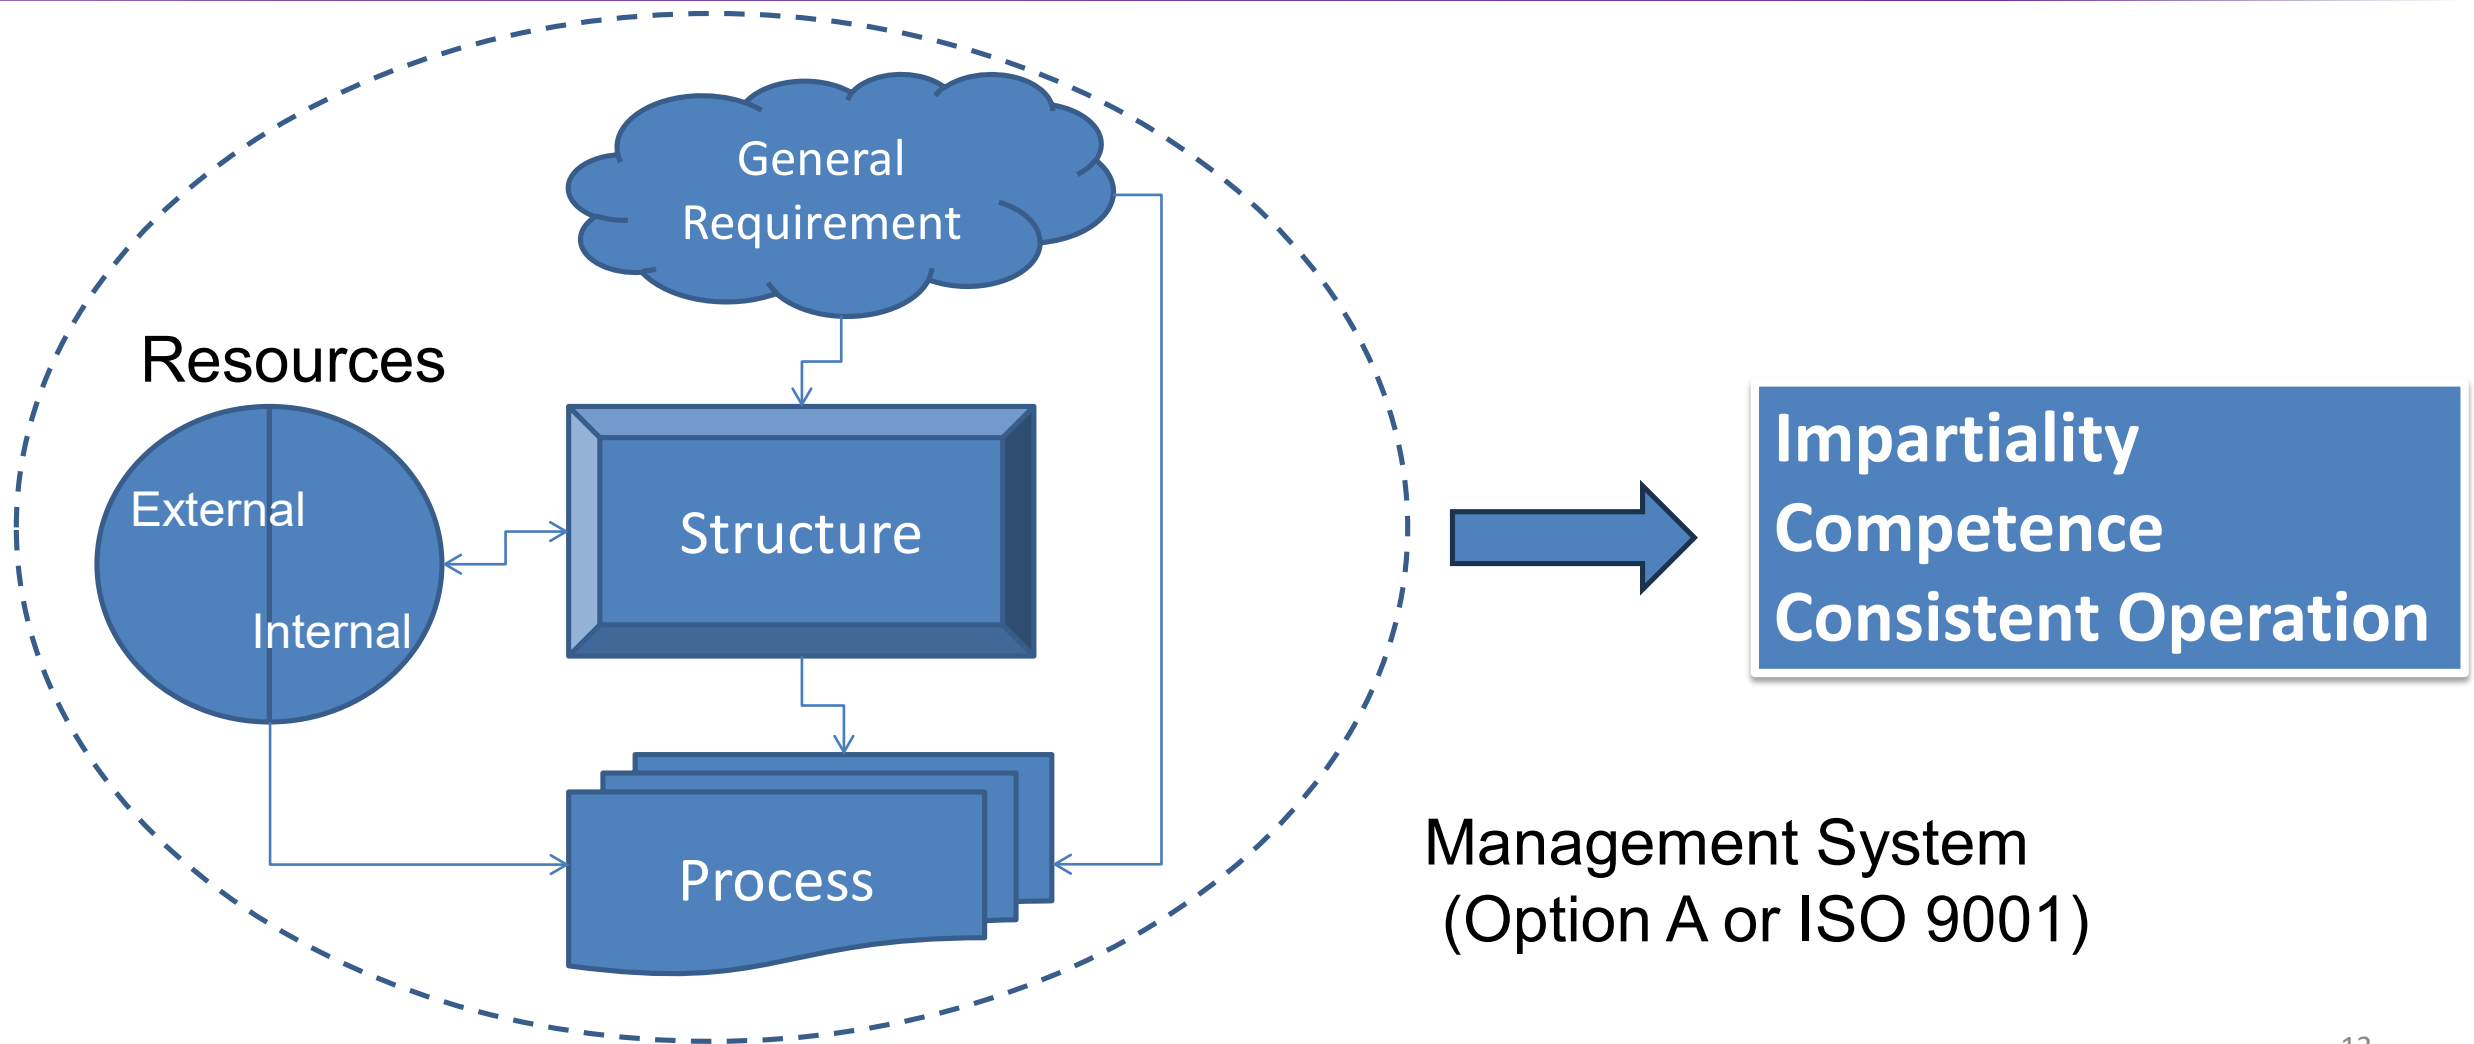 General
Requirement
Resources
External
Internal
Structure
Process
Impartiality
Competence
Consistent Operation
Management System
(Option A or ISO 9001)